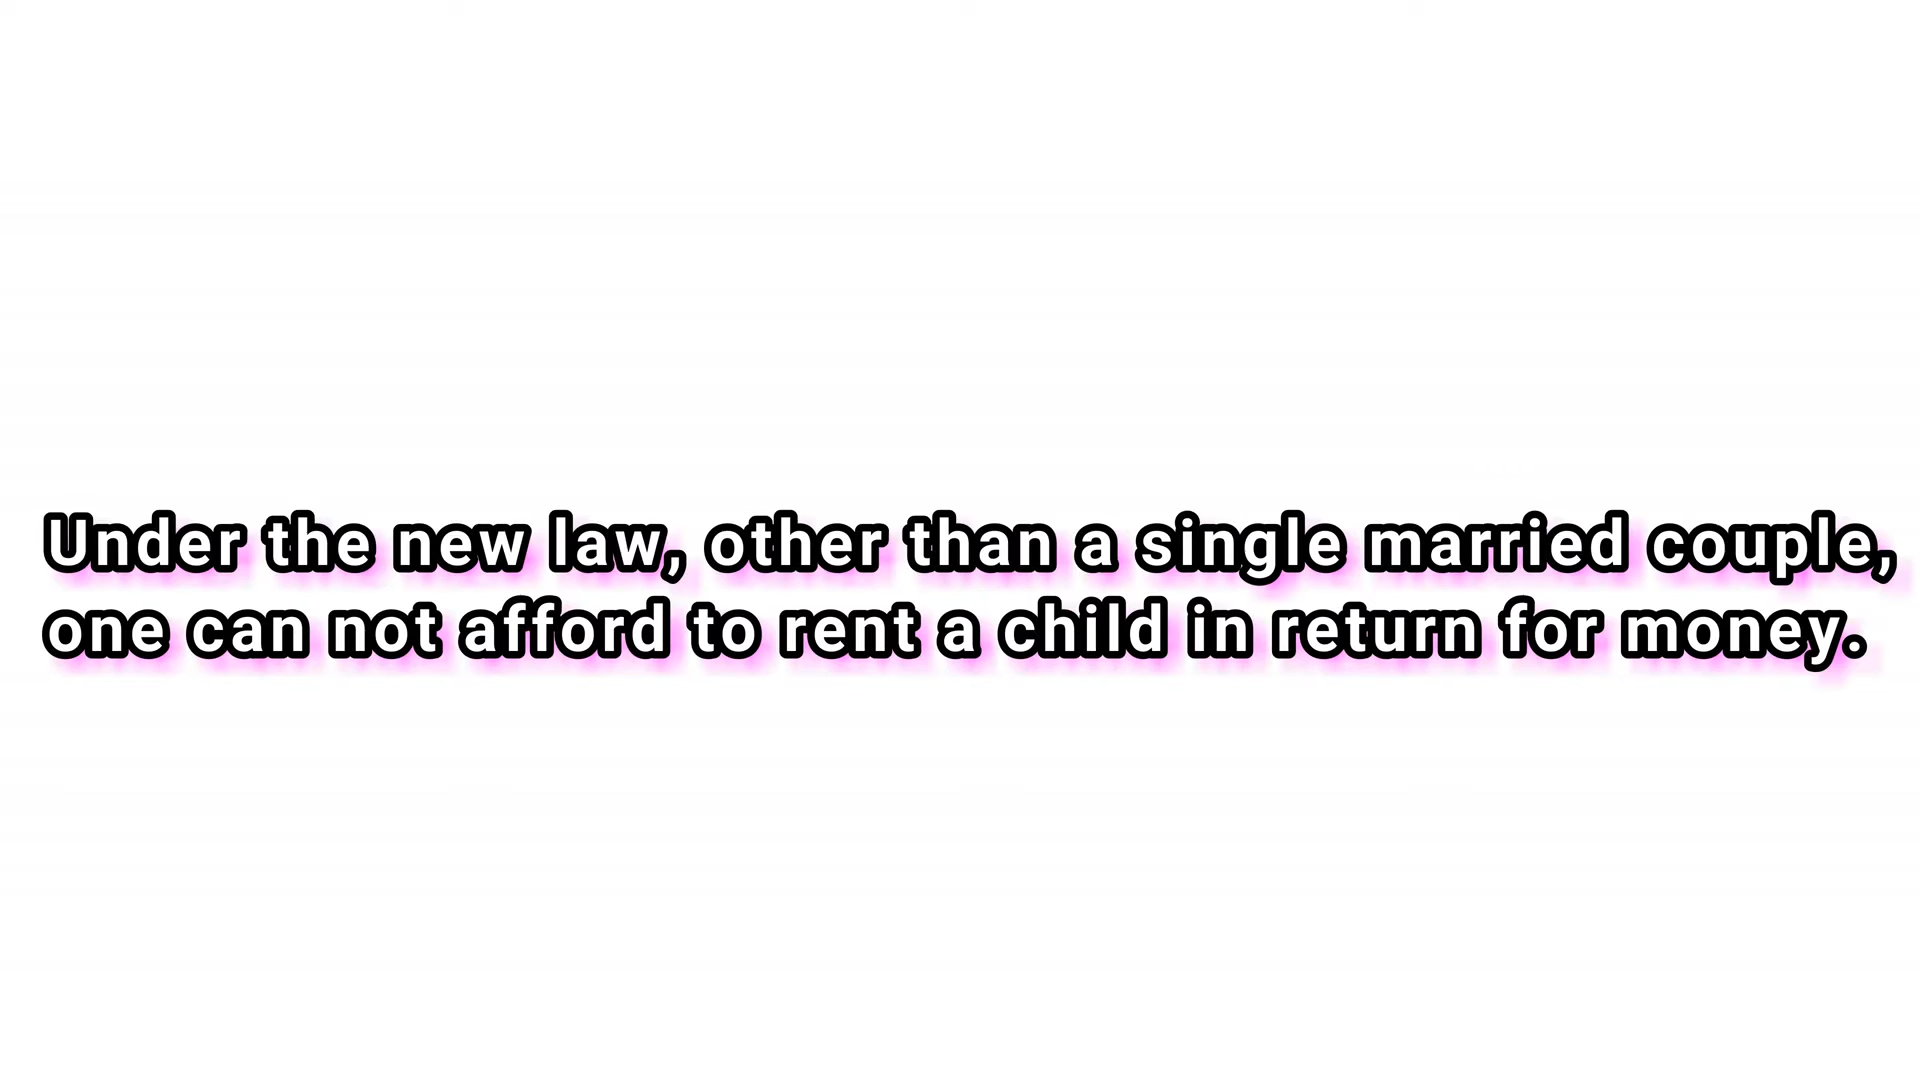 Under the new law, other than a single married couple,
one can not afford to rent a child in return for money.